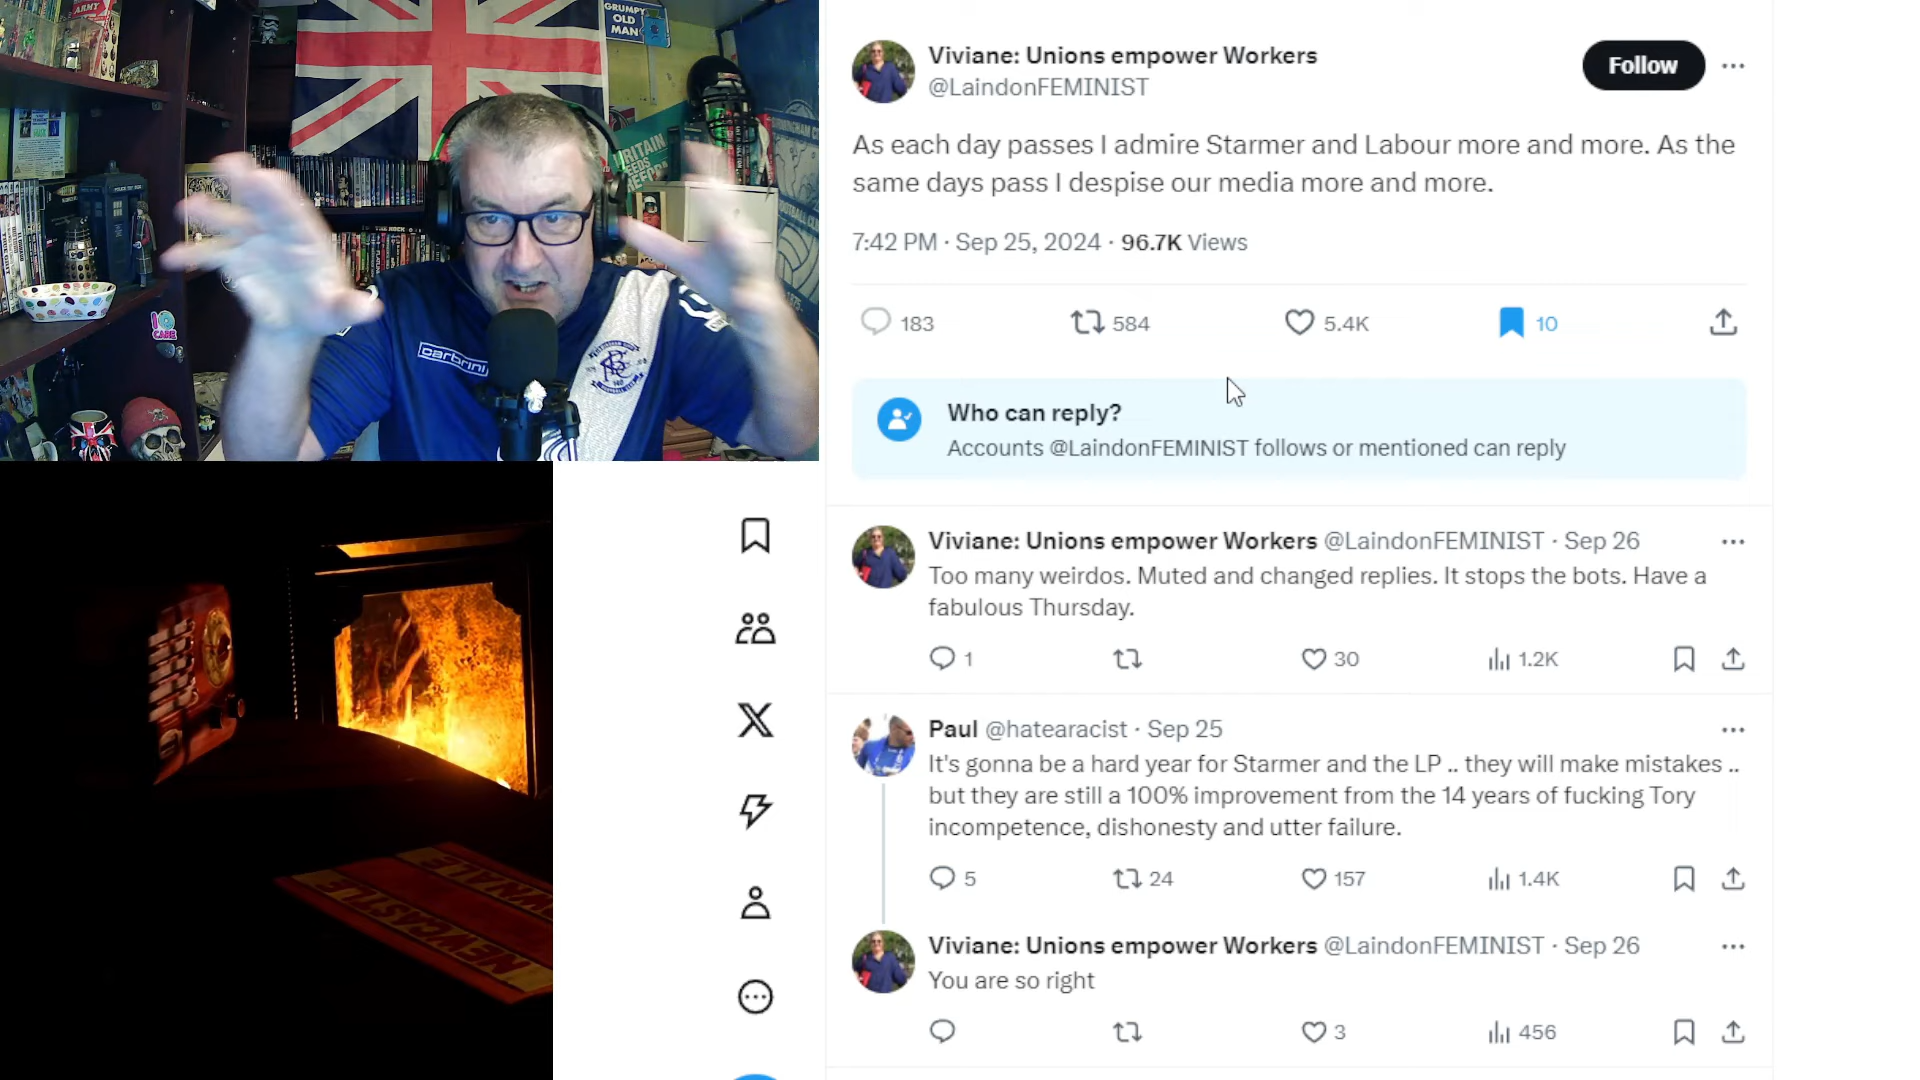 GRUMPY
OLD
MAN
ARMY
POLICE BOX
I
CARE
carbrini
Viviane: Unions empower Workers
@LaindonFEMINIST
Follow
As each day passes I admire Starmer and Labour more and more. As the
same days pass I despise our media more and more.
7:42 PM · Sep 25, 2024 · 96.7K Views
183
584
5.4K
10
Who can reply?
Accounts @LaindonFEMINIST follows or mentioned can reply
Viviane: Unions empower Workers @LaindonFEMINIST · Sep 26
Too many weirdos. Muted and changed replies. It stops the bots. Have a
fabulous Thursday.
1
30
1.2K
Paul @hatearacist · Sep 25
It's gonna be a hard year for Starmer and the LP .. they will make mistakes ..
but they are still a 100% improvement from the 14 years of fucking Tory
incompetence, dishonesty and utter failure.
5
24
157
1.4K
Viviane: Unions empower Workers @LaindonFEMINIST · Sep 26
You are so right
3
456
NEWCASTLE